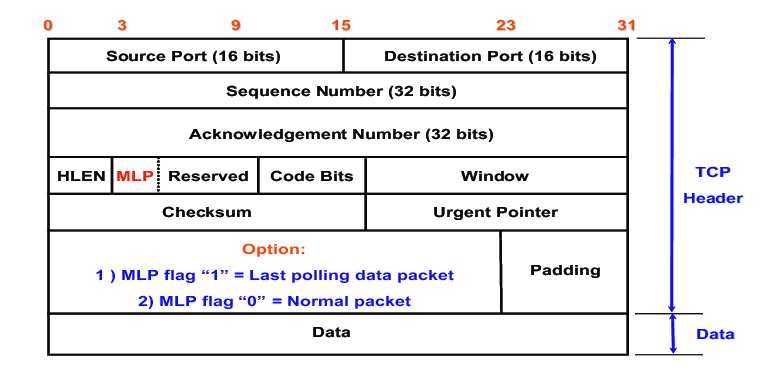 0 3 9 15 23 31
Source Port (16 bits) Destination Port (16 bits)
Sequence Number (32 bits)
Acknowledgement Number (32 bits)
HLEN MLP Reserved Code Bits Window
Checksum Urgent Pointer
Option:
1 ) MLP flag “1” = Last polling data packet
2) MLP flag “0” = Normal packet
Padding
Data
TCP
Header
Data